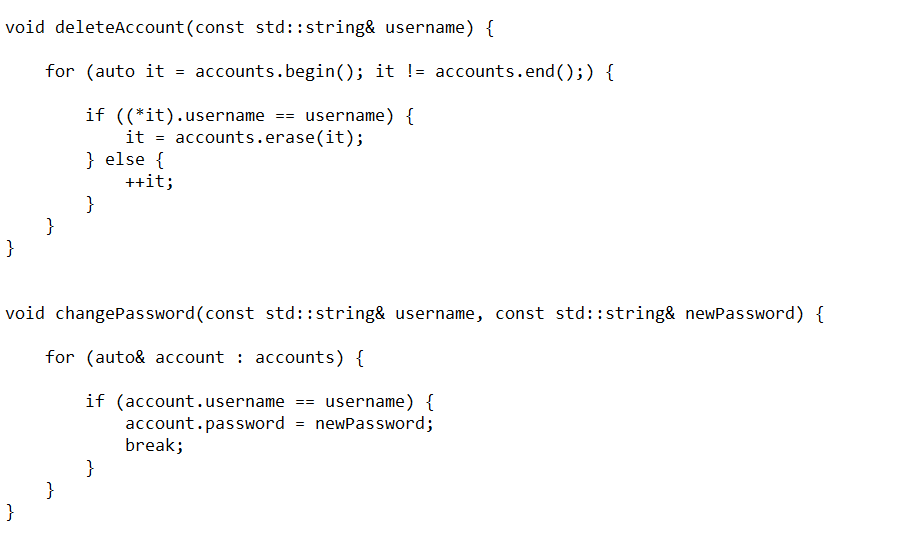 void deleteAccount(const std::string& username) {
for (auto it = accounts.begin(); it != accounts.end();) {
if ((*it).username == username) {
it = accounts.erase(it);
} else {
++it;
}
}
}
void changePassword(const std::string& username, const std::string& newPassword) {
for (auto& account : accounts) {
if (account.username == username) {
account.password = newPassword;
break;
}
}
}